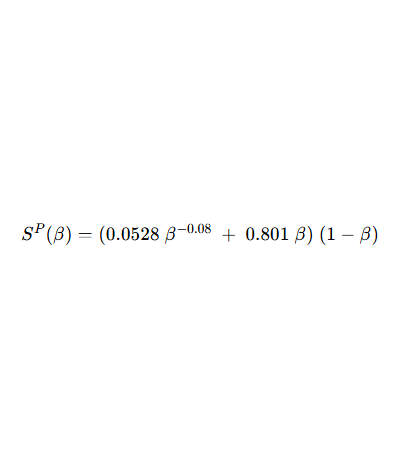 S^P(β) = (0.0528 β^{−0.08} + 0.801 β) (1 − β)